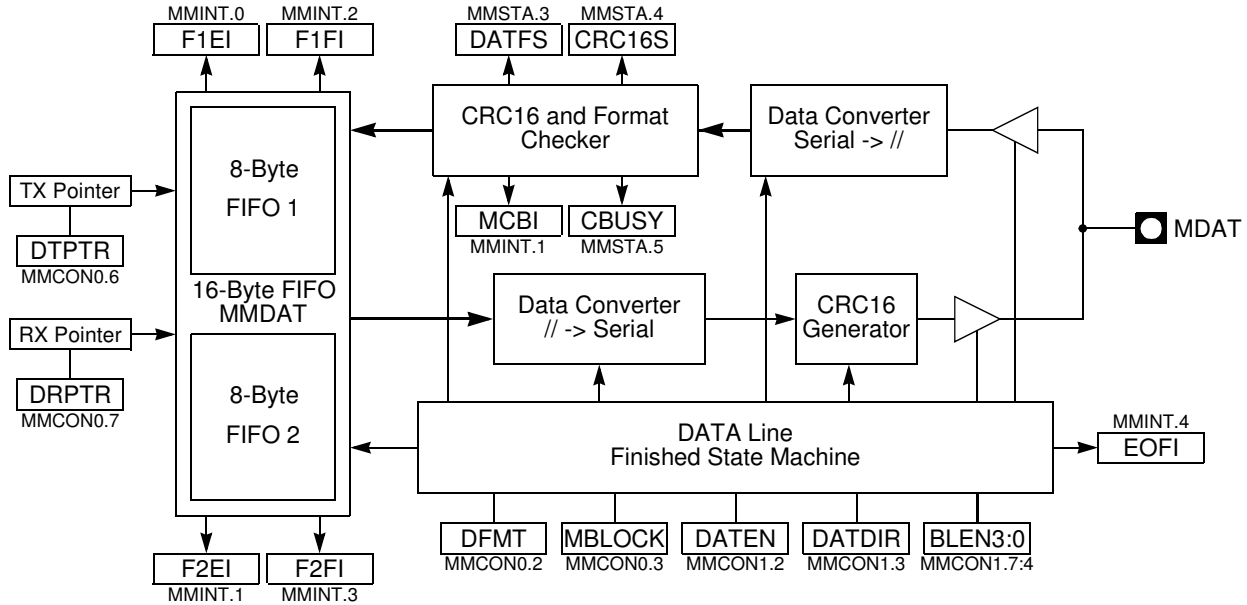 MMINT.0
MMINT.2
MMSTA.3
MMSTA.4
F1EI
F1FI
DATFS
CRC16S
8-Byte
FIFO 1
CRC16 and Format
Checker
Data Converter
Serial -> //
TX Pointer
DTPTR
MMCON0.6
MCBI
MMINT.1
CBUSY
MMSTA.5
MDAT
16-Byte FIFO
MMDAT
Data Converter
// -> Serial
CRC16
Generator
RX Pointer
DRPTR
MMCON0.7
8-Byte
FIFO 2
DATA Line
Finished State Machine
MMINT.4
EOFI
F2EI
MMINT.1
F2FI
MMINT.3
DFMT
MMCON0.2
MBLOCK
MMCON0.3
DATEN
MMCON1.2
DATDIR
MMCON1.3
BLEN3:0
MMCON1.7:4